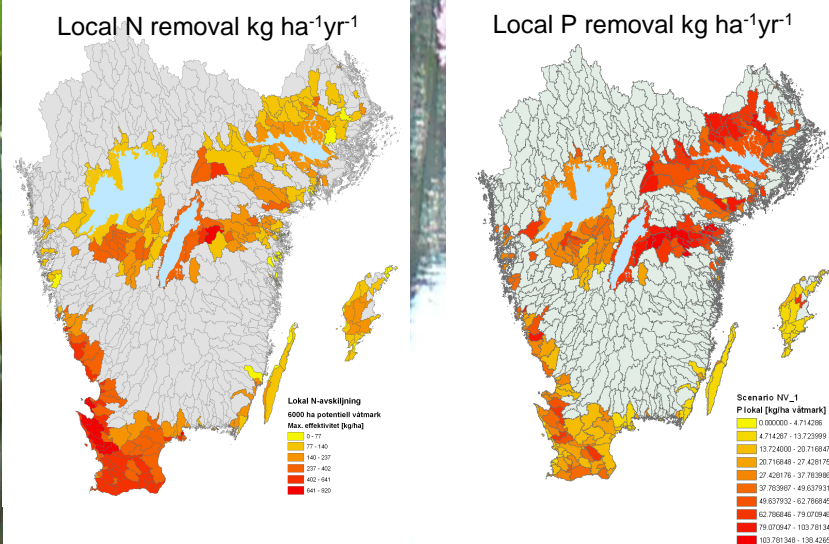 Local N removal kg ha⁻¹yr⁻¹
Lokal N-avskiljning
6000 ha potentiell våtmark
Max. effektivitet [kg/ha]
0 - 77
77 - 140
140 - 237
237 - 402
402 - 641
641 - 920
Local P removal kg ha⁻¹yr⁻¹
Scenario NV_1
P lokal [kg/ha våtmark]
0.000000 - 4.714286
4.714287 - 13.723999
13.724000 - 20.716847
20.716848 - 27.428175
27.428176 - 37.783986
37.783987 - 49.637931
49.637932 - 62.786845
62.786846 - 79.070946
79.070947 - 103.78134
103.781348 - 138.4265